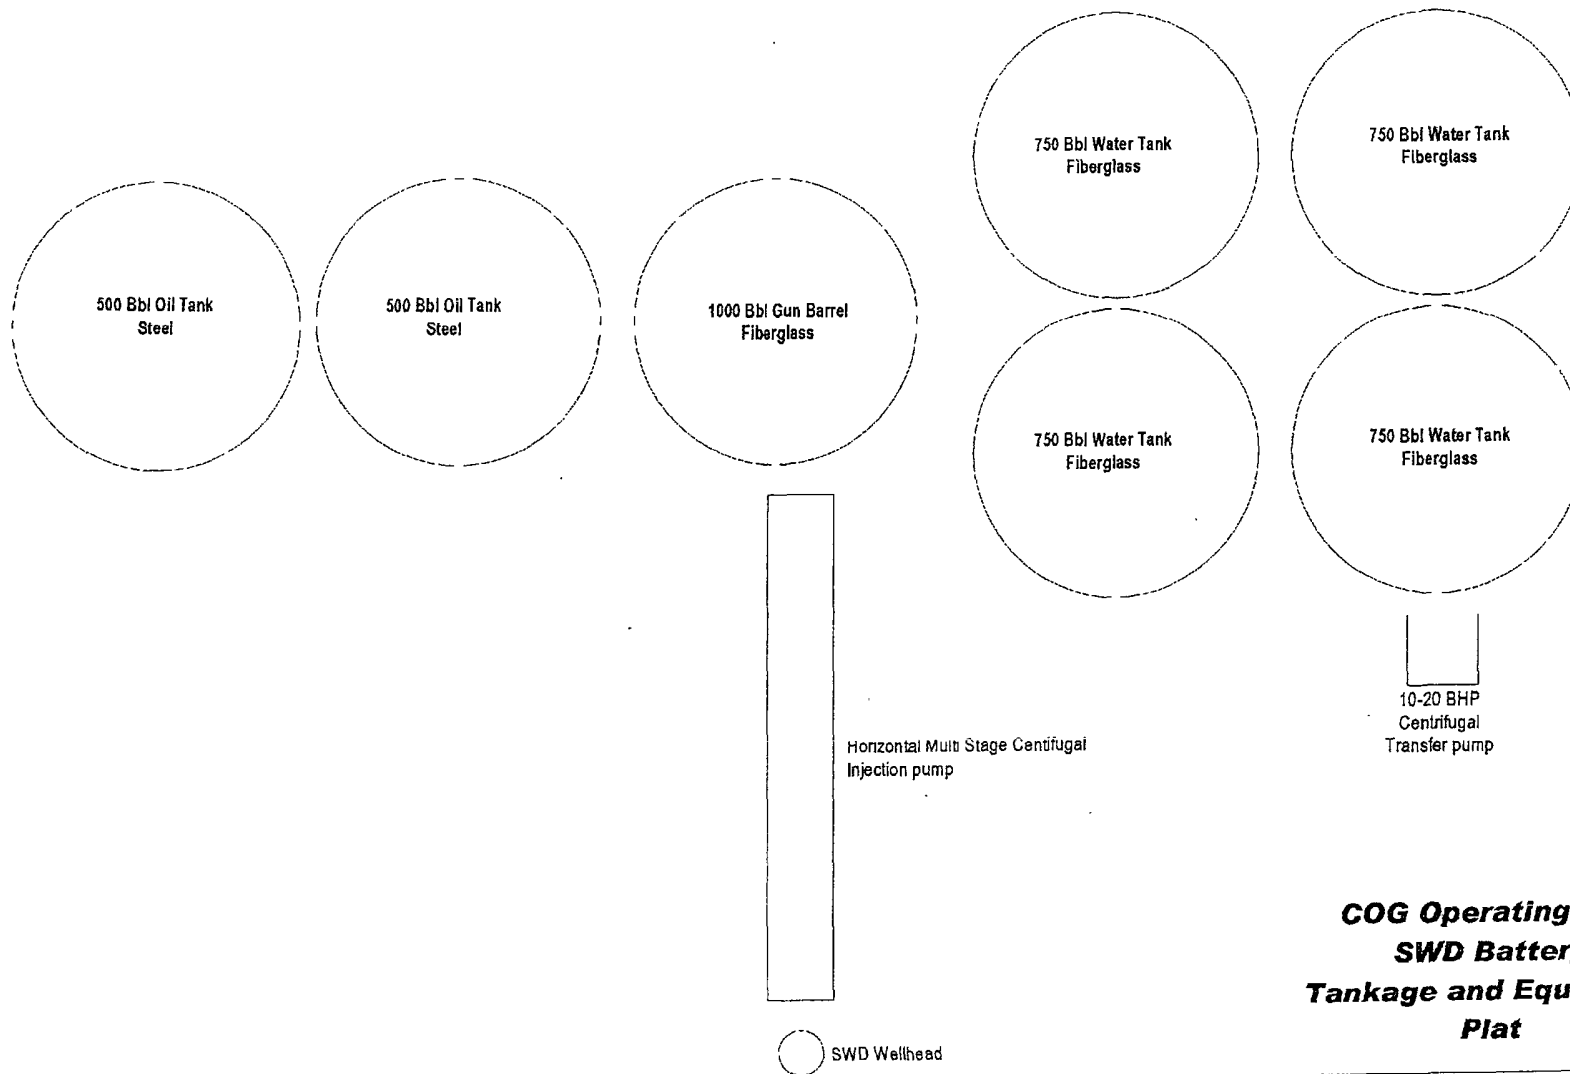 750 Bbl Water Tank
Fiberglass
750 Bbl Water Tank
Fiberglass
500 Bbl Oil Tank
Steel
500 Bbl Oil Tank
Steel
1000 Bbl Gun Barrel
Fiberglass
750 Bbl Water Tank
Fiberglass
750 Bbl Water Tank
Fiberglass
10-20 BHP
Centrifugal
Transfer pump
Horizontal Multi Stage Centifugal
Injection pump
COG Operating
SWD Batter
Tankage and Equ
Plat
SWD Wellhead